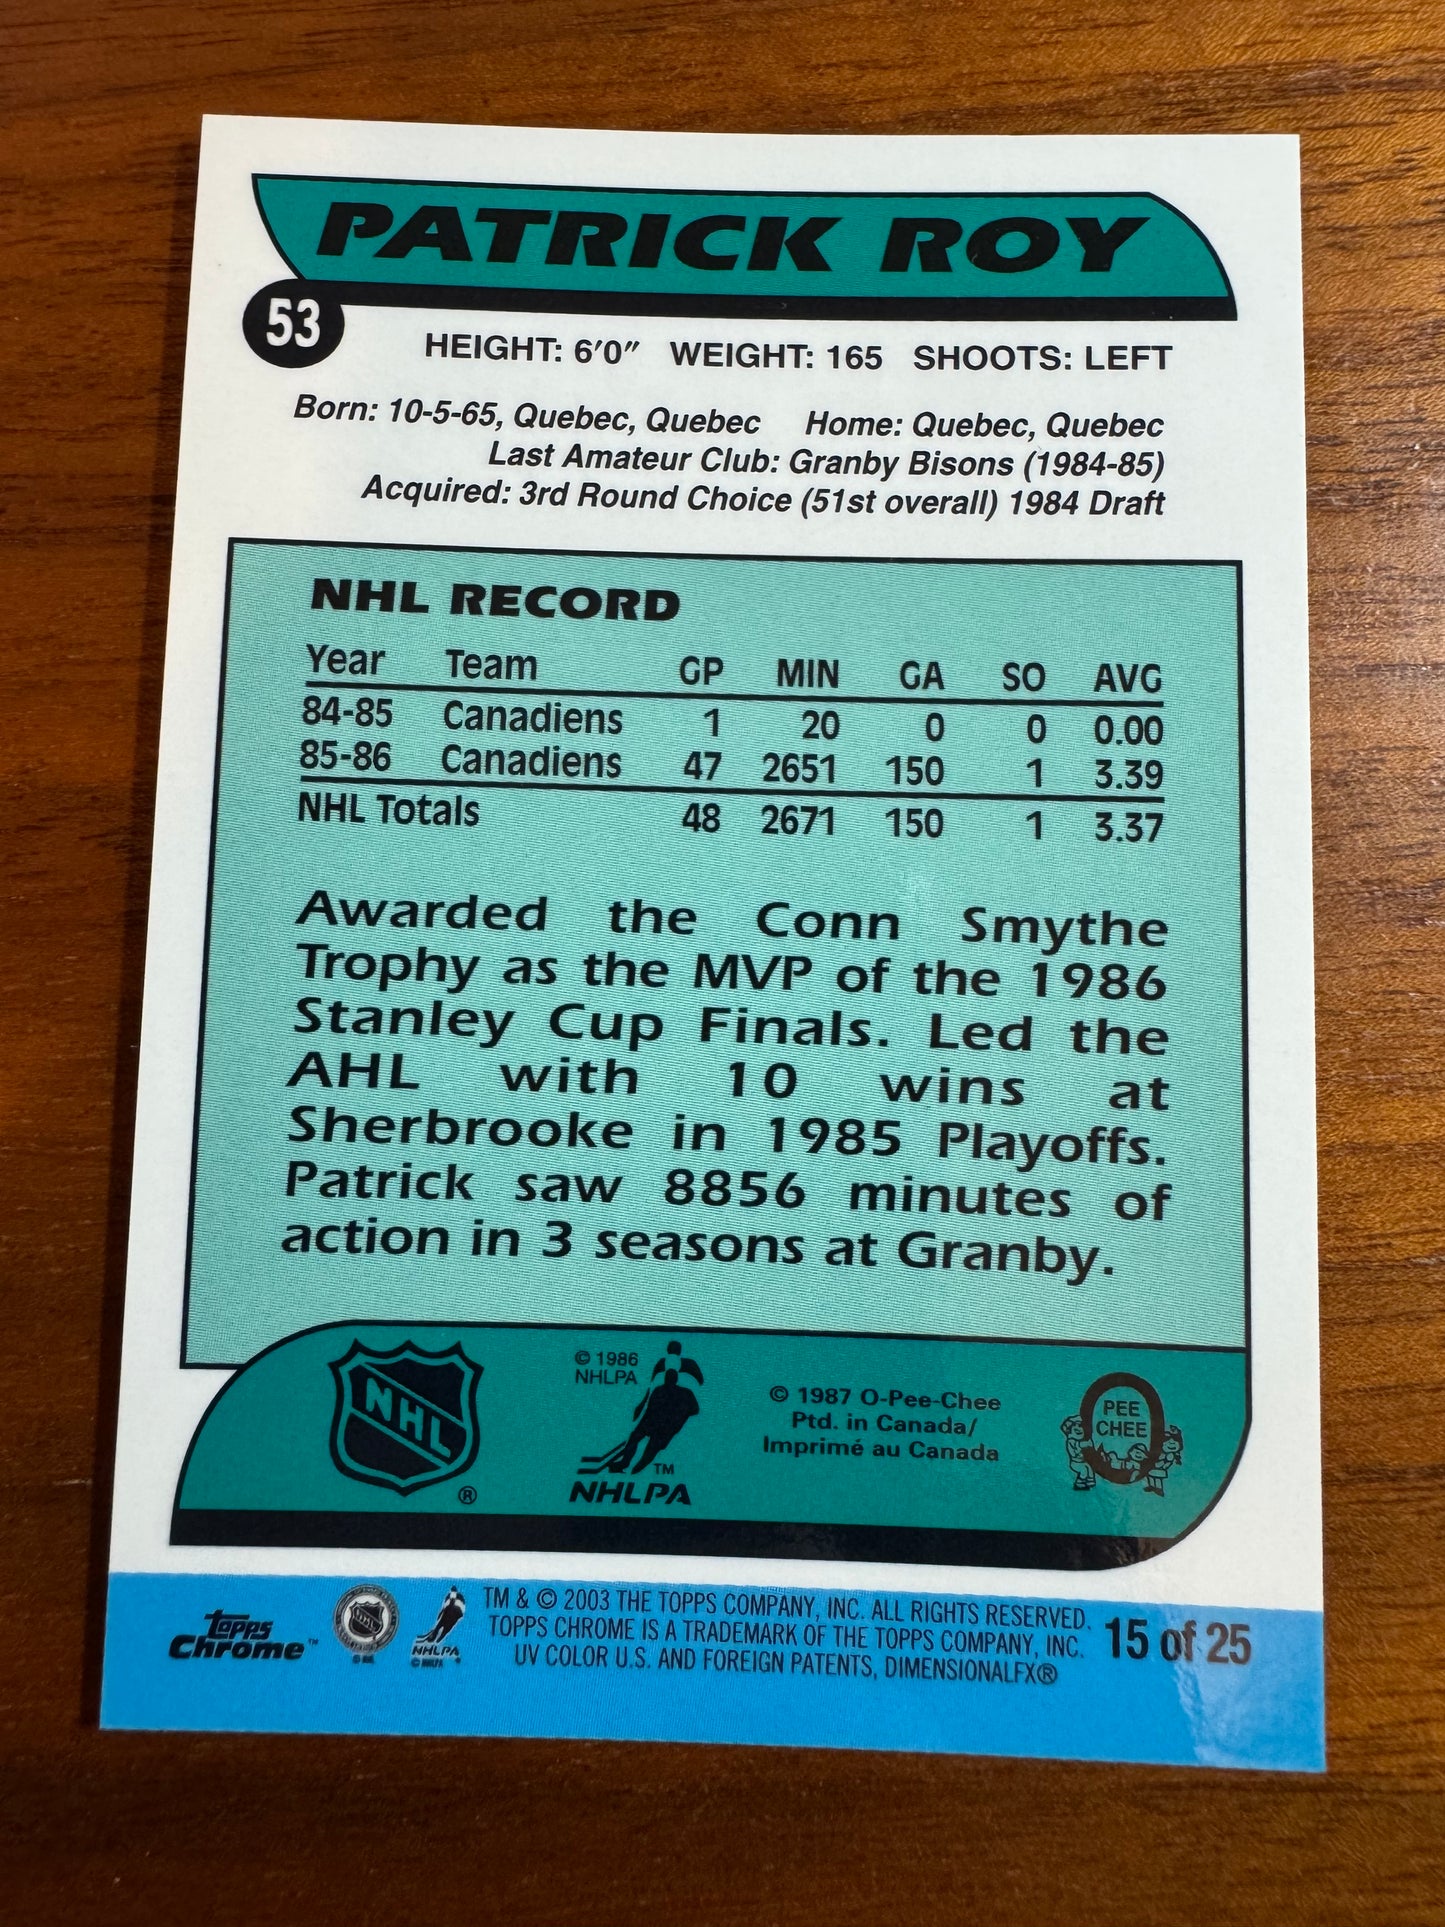 PATRICK ROY
53
HEIGHT: 6'0" WEIGHT: 165 SHOOTS: LEFT
Born: 10-5-65, Quebec, Quebec Home: Quebec, Quebec
Last Amateur Club: Granby Bisons (1984-85)
Acquired: 3rd Round Choice (51st overall) 1984 Draft
NHL RECORD
Year Team GP MIN GA SO AVG
84-85 Canadiens 1 20 0 0 0.00
85-86 Canadiens 47 2651 150 1 3.39
NHL Totals 48 2671 150 1 3.37
Awarded the Conn Smythe
Trophy as the MVP of the 1986
Stanley Cup Finals. Led the
AHL with 10 wins at
Sherbrooke in 1985 Playoffs.
Patrick saw 8856 minutes of
action in 3 seasons at Granby.
NHL ®
© 1986
NHLPA
TM
NHLPA
© 1987 O-Pee-Chee
Ptd. in Canada/
Imprimé au Canada
O PEE
CHEE
Topps
Chrome™
NHL
NHLPA
TM & © 2003 THE TOPPS COMPANY, INC. ALL RIGHTS RESERVED.
TOPPS CHROME IS A TRADEMARK OF THE TOPPS COMPANY, INC.
UV COLOR U.S. AND FOREIGN PATENTS, DIMENSIONALFX®
15 of 25